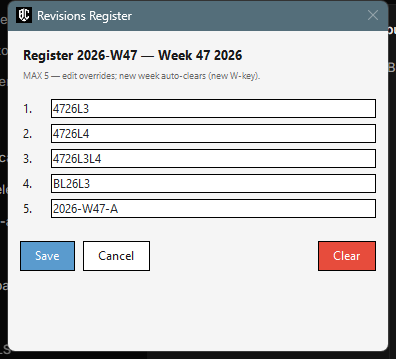 Revisions Register
Register 2026-W47 — Week 47 2026
MAX 5 — edit overrides; new week auto-clears (new W-key).
1. 4726L3
2. 4726L4
3. 4726L3L4
4. BL26L3
5. 2026-W47-A
Save Cancel Clear